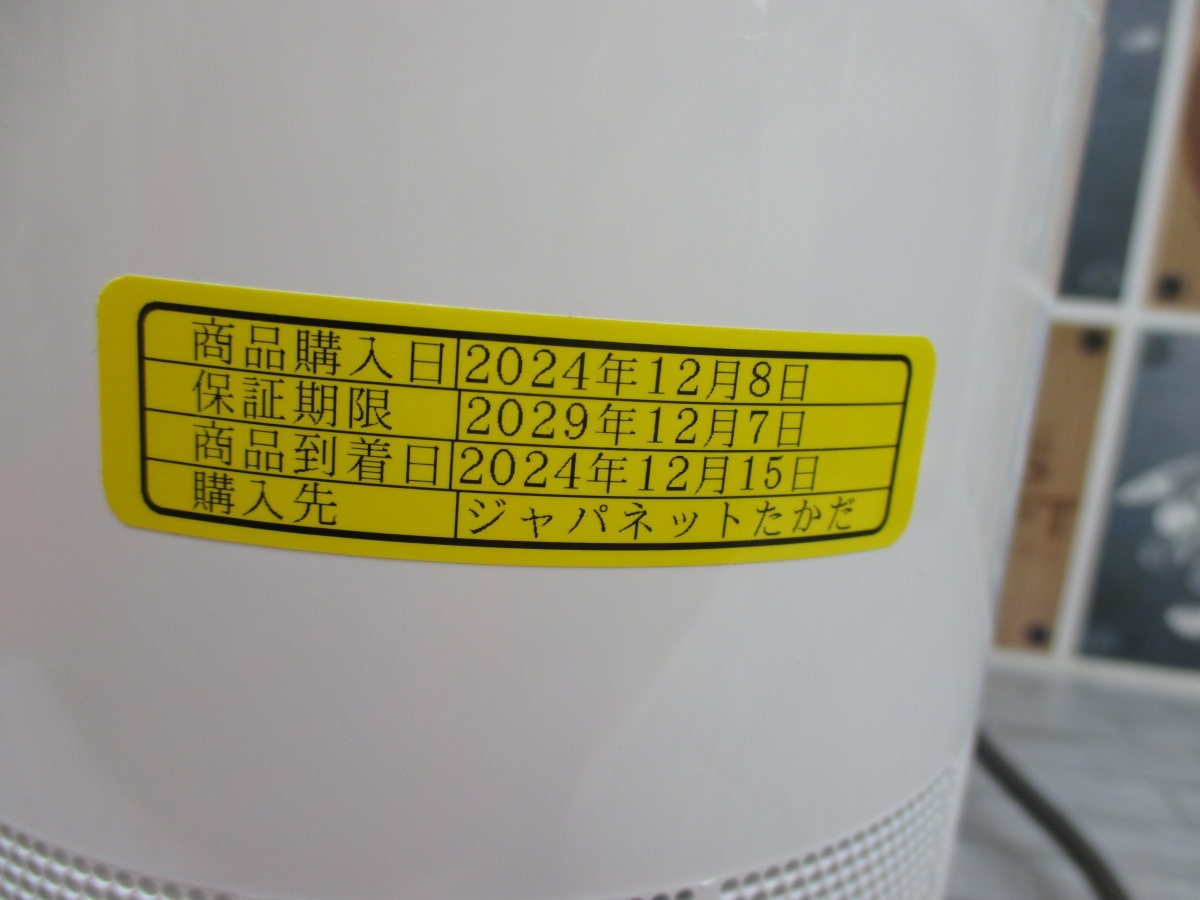 商品購入日 2024年12月8日
保証期限 2029年12月7日
商品到着日 2024年12月15日
購入先 ジャパネットたかだ